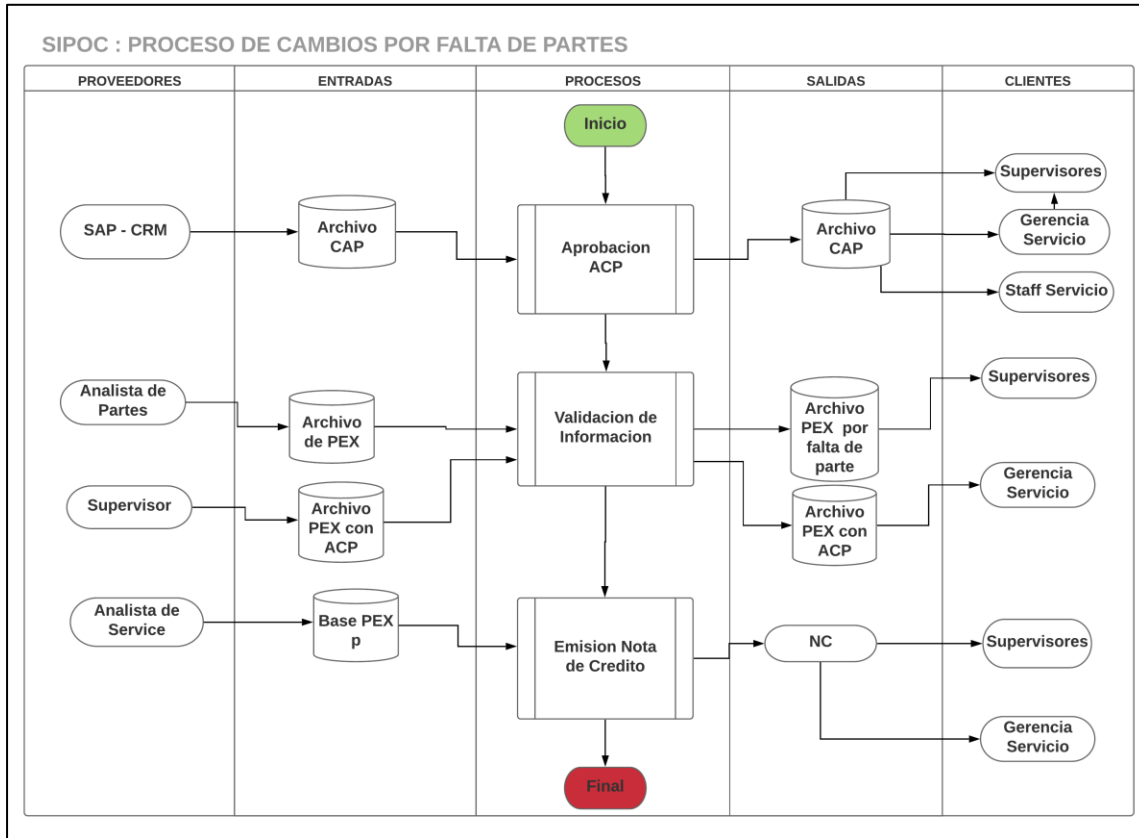 SIPOC : PROCESO DE CAMBIOS POR FALTA DE PARTES
PROVEEDORES
ENTRADAS
PROCESOS
SALIDAS
CLIENTES
Inicio
SAP - CRM
Archivo
CAP
Aprobacion
ACP
Archivo
CAP
Supervisores
Gerencia
Servicio
Staff Servicio
Analista de
Partes
Archivo
de PEX
Validacion de
Informacion
Archivo
PEX por
falta de
parte
Supervisores
Supervisor
Archivo
PEX con
ACP
Archivo
PEX con
ACP
Gerencia
Servicio
Analista de
Service
Base PEX
p
Emision Nota
de Credito
NC
Supervisores
Gerencia
Servicio
Final